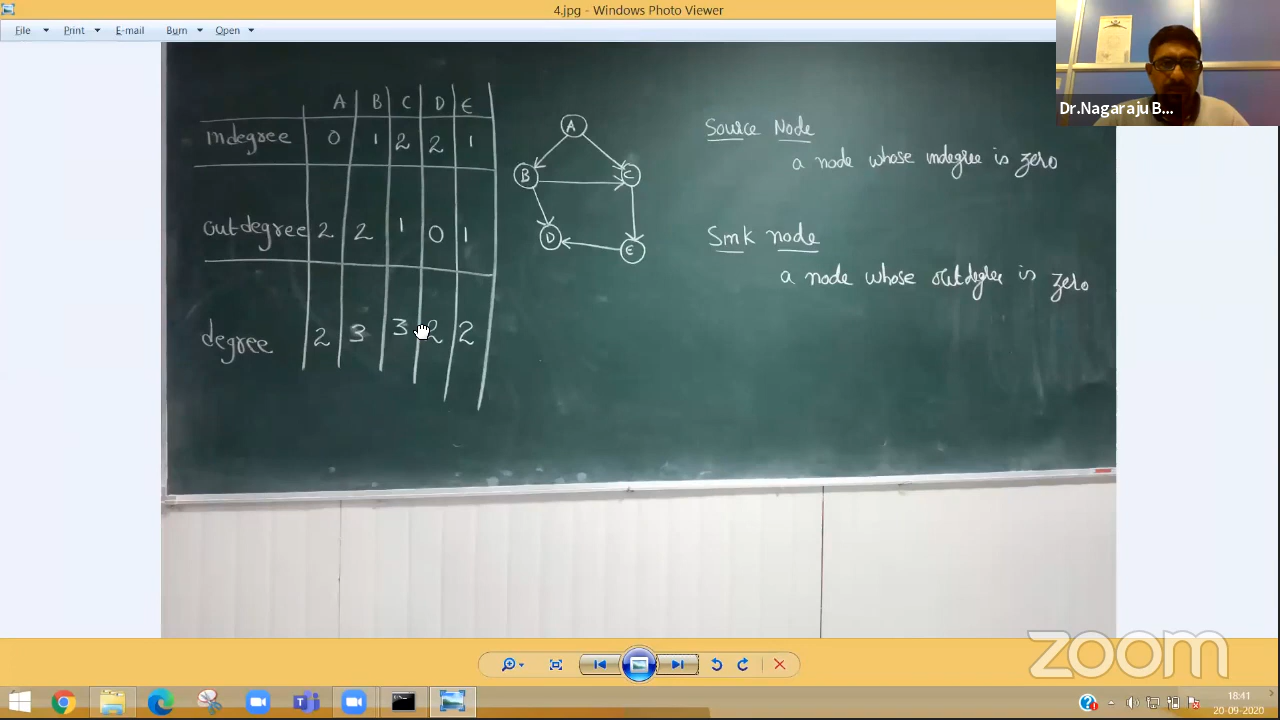 4.jpg - Windows Photo Viewer
File Print E-mail Burn Open
A B C D E
Indegree 0 1 2 2 1
outdegree 2 2 1 0 1
degree 2 3 3 2 2
A
B C
D E
Source Node
a node whose indegree is zero
Sink node
a node whose outdegree is zero
Dr.Nagaraju B...
zoom
18:41
20-09-2020